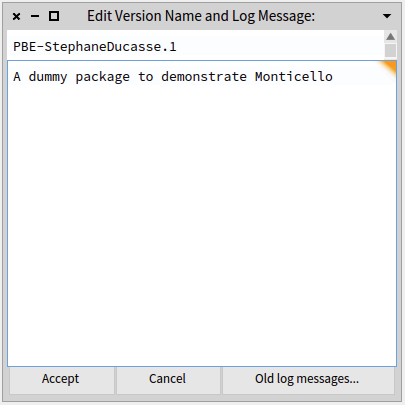 Edit Version Name and Log Message:
PBE-StephaneDucasse.1
A dummy package to demonstrate Monticello
Accept Cancel Old log messages...